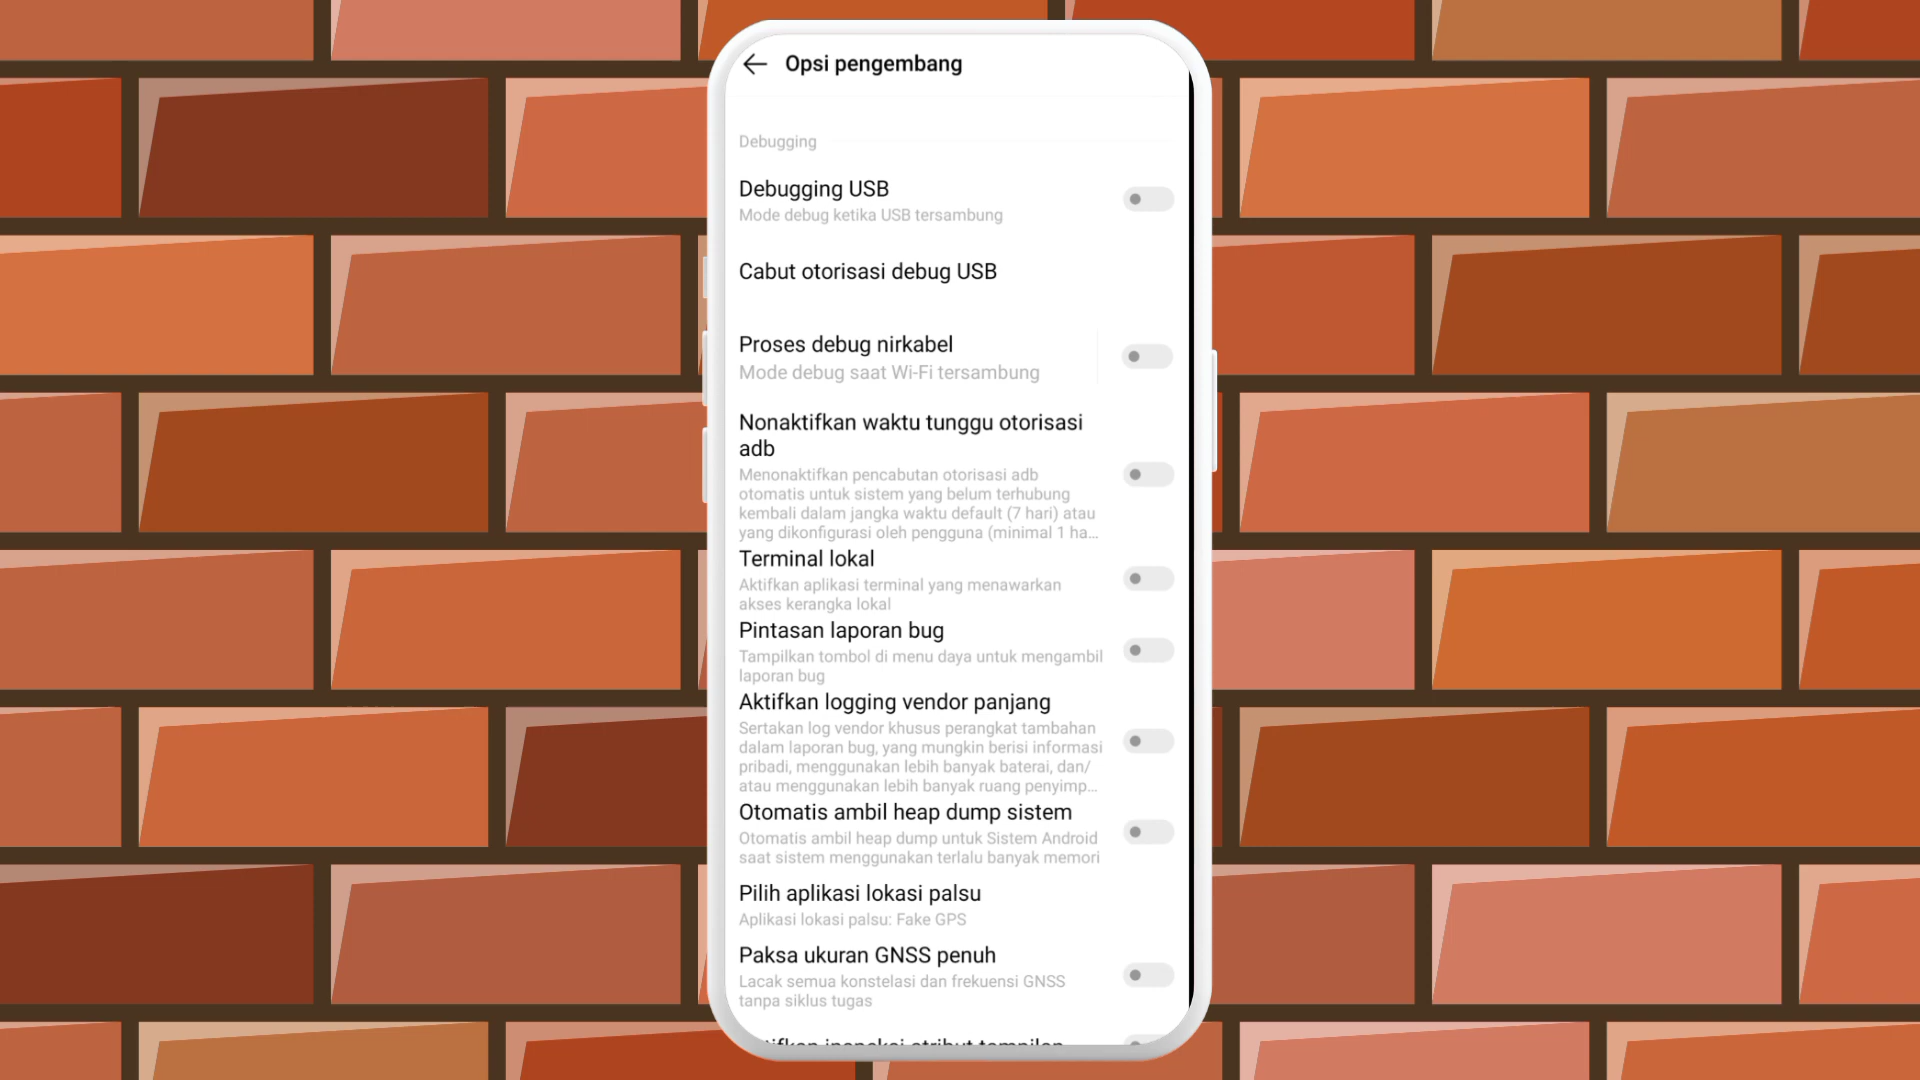 Opsi pengembang
Debugging
Debugging USB
Mode debug ketika USB tersambung
Cabut otorisasi debug USB
Proses debug nirkabel
Mode debug saat Wi-Fi tersambung
Nonaktifkan waktu tunggu otorisasi
adb
Menonaktifkan pencabutan otorisasi adb
otomatis untuk sistem yang belum terhubung
kembali dalam jangka waktu default (7 hari) atau
yang dikonfigurasi oleh pengguna (minimal 1 ha…
Terminal lokal
Aktifkan aplikasi terminal yang menawarkan
akses kerangka lokal
Pintasan laporan bug
Tampilkan tombol di menu daya untuk mengambil
laporan bug
Aktifkan logging vendor panjang
Sertakan log vendor khusus perangkat tambahan
dalam laporan bug, yang mungkin berisi informasi
pribadi, menggunakan lebih banyak baterai, dan/
atau menggunakan lebih banyak ruang penyimp…
Otomatis ambil heap dump sistem
Otomatis ambil heap dump untuk Sistem Android
saat sistem menggunakan terlalu banyak memori
Pilih aplikasi lokasi palsu
Aplikasi lokasi palsu: Fake GPS
Paksa ukuran GNSS penuh
Lacak semua konstelasi dan frekuensi GNSS
tanpa siklus tugas